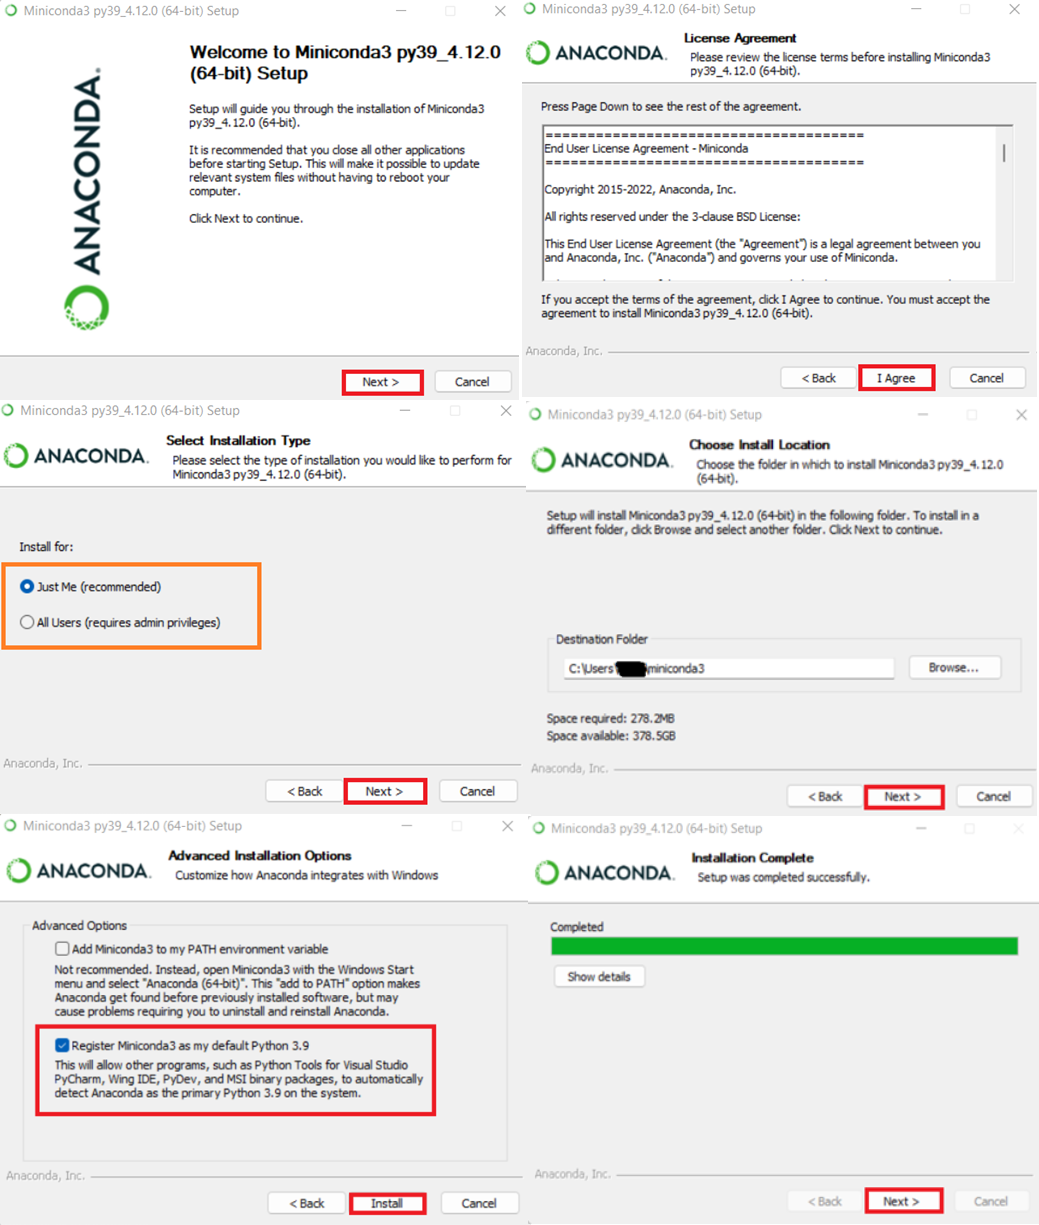 Miniconda3 py39_4.12.0 (64-bit) Setup
ANACONDA.
Welcome to Miniconda3 py39_4.12.0
(64-bit) Setup
Setup will guide you through the installation of Miniconda3
py39_4.12.0 (64-bit).
It is recommended that you close all other applications
before starting Setup. This will make it possible to update
relevant system files without having to reboot your
computer.
Click Next to continue.
Next >
Cancel
Miniconda3 py39_4.12.0 (64-bit) Setup
ANACONDA.
License Agreement
Please review the license terms before installing Miniconda3
py39_4.12.0 (64-bit).
Press Page Down to see the rest of the agreement.
======================================
End User License Agreement - Miniconda
======================================
Copyright 2015-2022, Anaconda, Inc.
All rights reserved under the 3-clause BSD License:
This End User License Agreement (the "Agreement") is a legal agreement between you
and Anaconda, Inc. ("Anaconda") and governs your use of Miniconda.
If you accept the terms of the agreement, click I Agree to continue. You must accept the
agreement to install Miniconda3 py39_4.12.0 (64-bit).
Anaconda, Inc.
< Back
I Agree
Cancel
Miniconda3 py39_4.12.0 (64-bit) Setup
ANACONDA.
Select Installation Type
Please select the type of installation you would like to perform for
Miniconda3 py39_4.12.0 (64-bit).
Install for:
Just Me (recommended)
All Users (requires admin privileges)
Anaconda, Inc.
< Back
Next >
Cancel
Miniconda3 py39_4.12.0 (64-bit) Setup
ANACONDA.
Choose Install Location
Choose the folder in which to install Miniconda3 py39_4.12.0
(64-bit).
Setup will install Miniconda3 py39_4.12.0 (64-bit) in the following folder. To install in a
different folder, click Browse and select another folder. Click Next to continue.
Destination Folder
C:\Users\ \miniconda3
Browse...
Space required: 278.2MB
Space available: 378.5GB
Anaconda, Inc.
< Back
Next >
Cancel
Miniconda3 py39_4.12.0 (64-bit) Setup
ANACONDA.
Advanced Installation Options
Customize how Anaconda integrates with Windows
Advanced Options
Add Miniconda3 to my PATH environment variable
Not recommended. Instead, open Miniconda3 with the Windows Start
menu and select "Anaconda (64-bit)". This "add to PATH" option makes
Anaconda get found before previously installed software, but may
cause problems requiring you to uninstall and reinstall Anaconda.
Register Miniconda3 as my default Python 3.9
This will allow other programs, such as Python Tools for Visual Studio
PyCharm, Wing IDE, PyDev, and MSI binary packages, to automatically
detect Anaconda as the primary Python 3.9 on the system.
Anaconda, Inc.
< Back
Install
Cancel
Miniconda3 py39_4.12.0 (64-bit) Setup
ANACONDA.
Installation Complete
Setup was completed successfully.
Completed
Show details
Anaconda, Inc.
< Back
Next >
Cancel